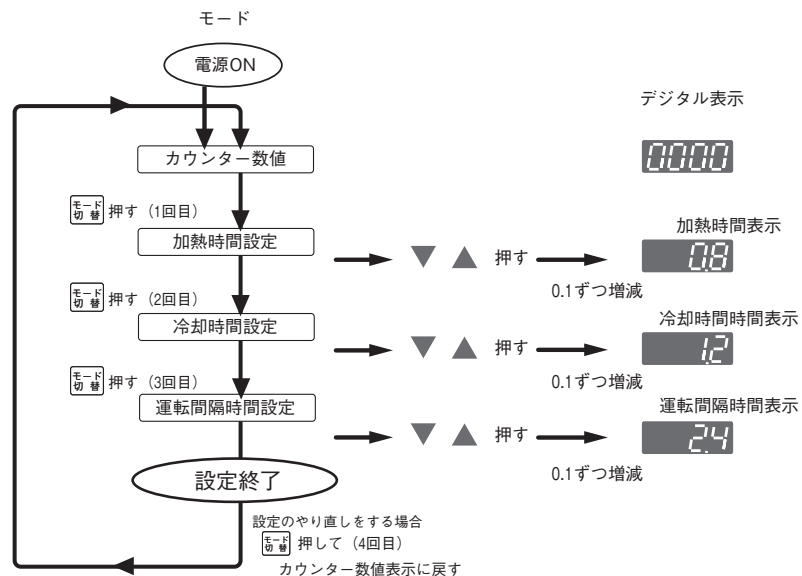 モード
電源ON
デジタル表示
カウンター数値
0000
モード切替 押す（1回目）
加熱時間表示
加熱時間設定
▼ ▲ 押す
0.8
0.1ずつ増減
モード切替 押す（2回目）
冷却時間時間表示
冷却時間設定
▼ ▲ 押す
1.2
0.1ずつ増減
モード切替 押す（3回目）
運転間隔時間表示
運転間隔時間設定
▼ ▲ 押す
2.4
0.1ずつ増減
設定終了
設定のやり直しをする場合
モード切替 押して（4回目）
カウンター数値表示に戻す